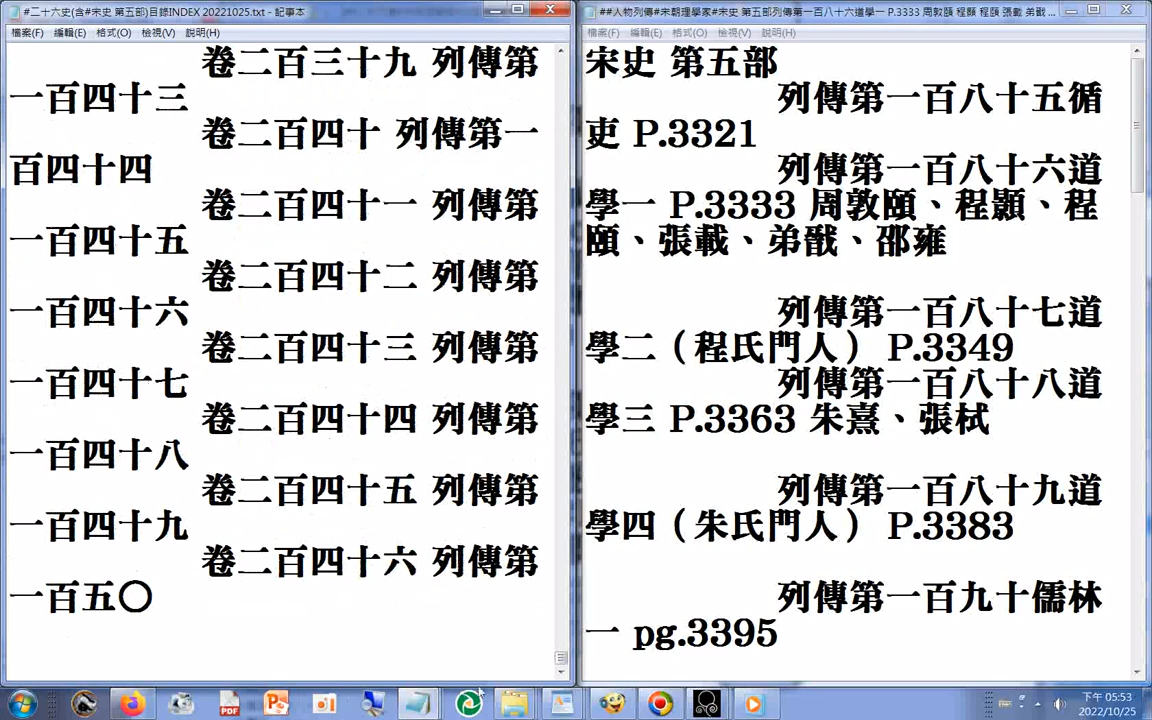 #二十六史(含#宋史 第五部)目錄INDEX 20221025.txt - 記事本
檔案(F) 編輯(E) 格式(O) 檢視(V) 說明(H)
卷二百三十九 列傳第
一百四十三
卷二百四十 列傳第一
百四十四
卷二百四十一 列傳第
一百四十五
卷二百四十二 列傳第
一百四十六
卷二百四十三 列傳第
一百四十七
卷二百四十四 列傳第
一百四十八
卷二百四十五 列傳第
一百四十九
卷二百四十六 列傳第
一百五〇
##人物列傳#宋朝理學家#宋史 第五部列傳第一百八十六道學一 P.3333 周敦頤 程顥 程頤 張載 弟戩 ...
檔案(F) 編輯(E) 格式(O) 檢視(V) 說明(H)
宋史 第五部
列傳第一百八十五循
吏 P.3321
列傳第一百八十六道
學一 P.3333 周敦頤、程顥、程
頤、張載、弟戩、邵雍
列傳第一百八十七道
學二（程氏門人） P.3349
列傳第一百八十八道
學三 P.3363 朱熹、張栻
列傳第一百八十九道
學四（朱氏門人） P.3383
列傳第一百九十儒林
一 pg.3395
PDF
下午 05:53
2022/10/25